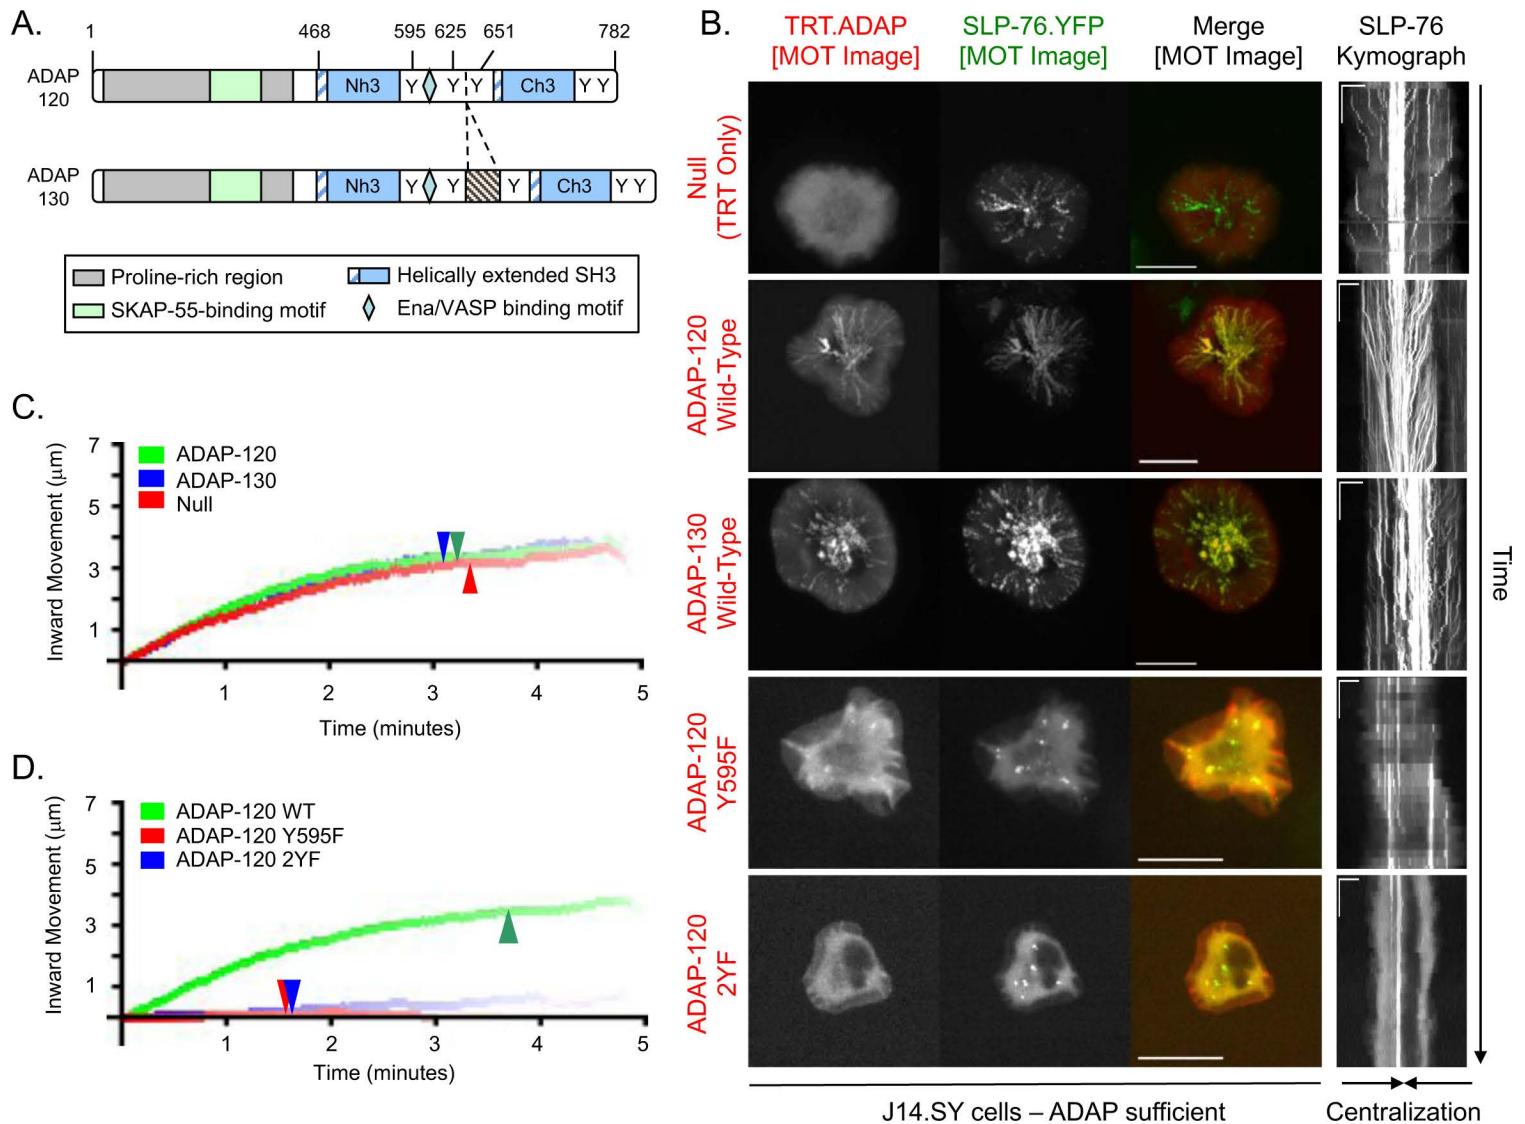 A.
1
468
595
625
651
782
ADAP
120
Nh3
Y
Y
Y
Ch3
Y Y
ADAP
130
Nh3
Y
Y
Y
Ch3
Y Y
Proline-rich region
Helically extended SH3
SKAP-55-binding motif
Ena/VASP binding motif
B.
TRT.ADAP
[MOT Image]
SLP-76.YFP
[MOT Image]
Merge
[MOT Image]
SLP-76
Kymograph
Null
(TRT Only)
ADAP-120
Wild-Type
ADAP-130
Wild-Type
ADAP-120
Y595F
ADAP-120
2YF
Time
J14.SY cells – ADAP sufficient
Centralization
C.
Inward Movement (μm)
7
5
3
1
ADAP-120
ADAP-130
Null
1
2
3
4
5
Time (minutes)
D.
Inward Movement (μm)
7
5
3
1
ADAP-120 WT
ADAP-120 Y595F
ADAP-120 2YF
1
2
3
4
5
Time (minutes)